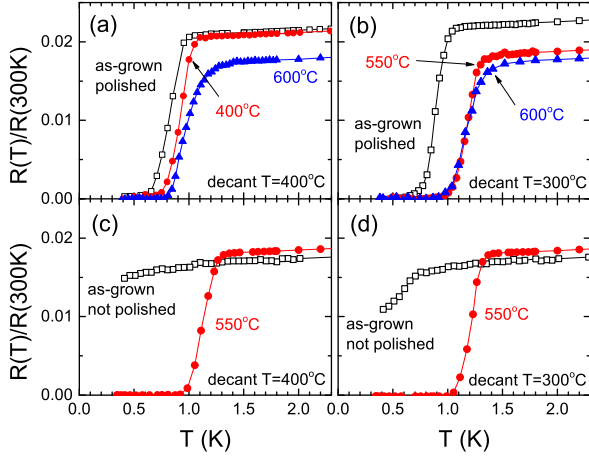 (a)
as-grown
polished
600°C
400°C
decant T=400°C
0.00
0.01
0.02
R(T)/R(300K)
(b)
550°C
600°C
as-grown
polished
decant T=300°C
(c)
as-grown
not polished
550°C
decant T=400°C
0.00
0.01
0.02
R(T)/R(300K)
0.5 1.0 1.5 2.0
T (K)
(d)
as-grown
not polished
550°C
decant T=300°C
0.0 0.5 1.0 1.5 2.0
T (K)